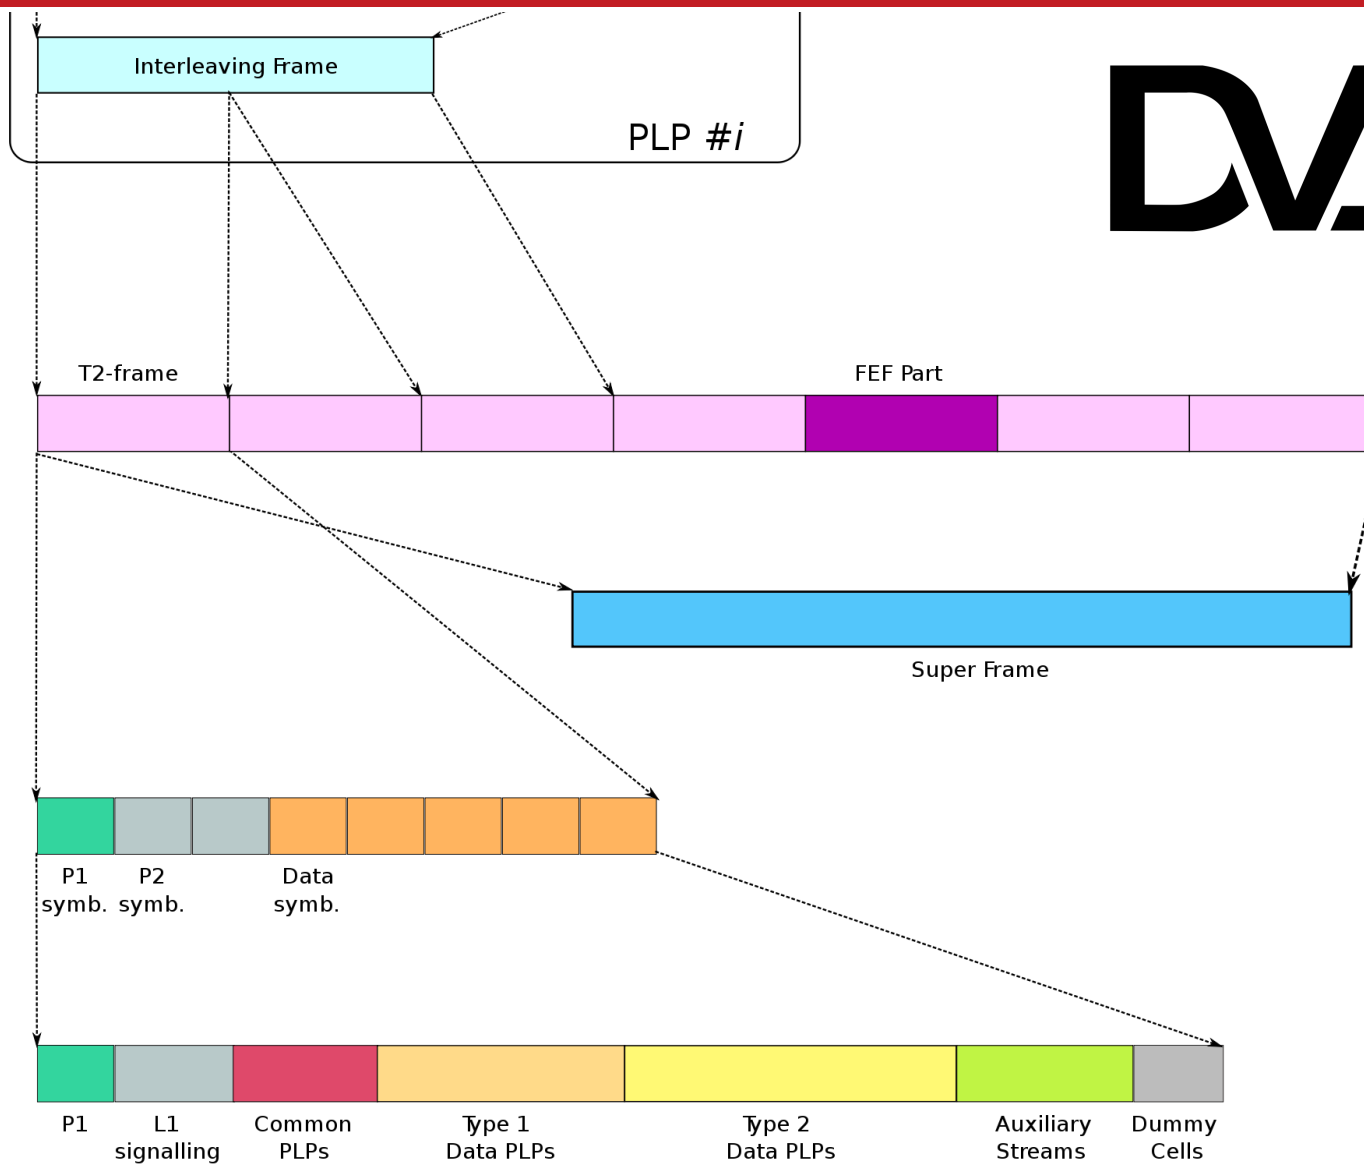 Interleaving Frame
PLP #i
T2-frame
FEF Part
Super Frame
P1
symb.
P2
symb.
Data
symb.
P1
L1
signalling
Common
PLPs
Type 1
Data PLPs
Type 2
Data PLPs
Auxiliary
Streams
Dummy
Cells